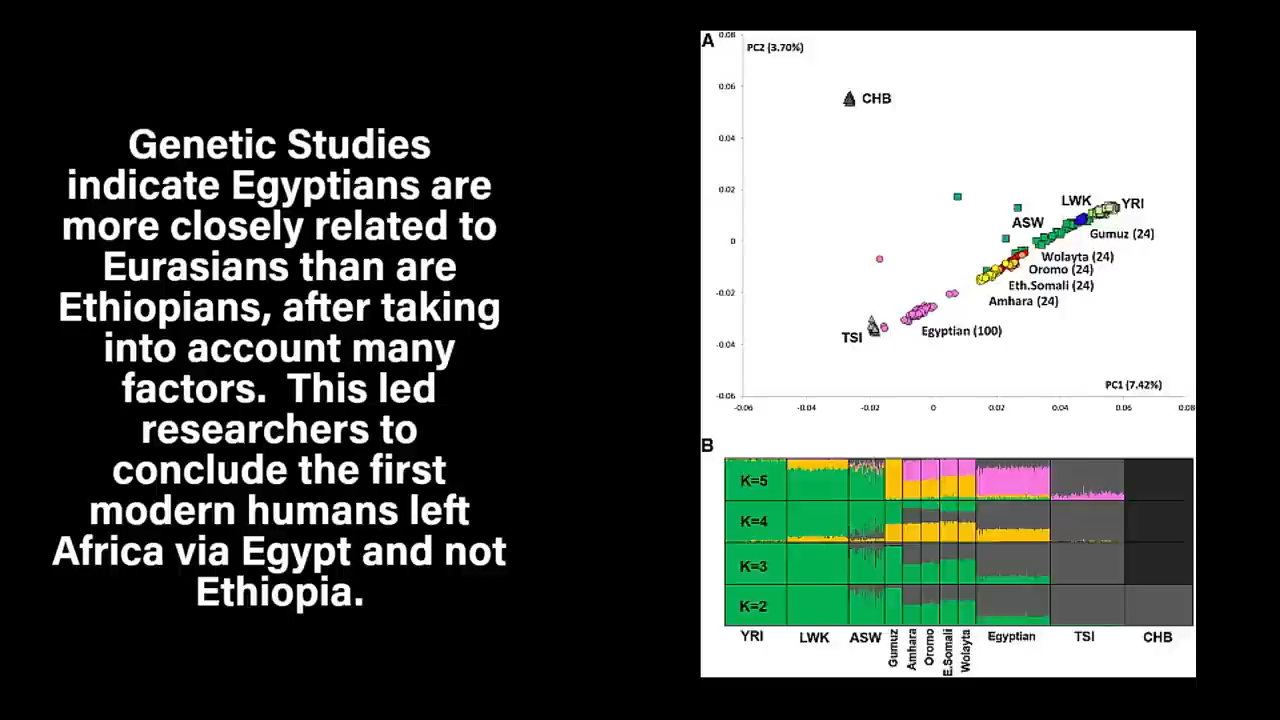 Genetic Studies
indicate Egyptians are
more closely related to
Eurasians than are
Ethiopians, after taking
into account many
factors.  This led
researchers to
conclude the first
modern humans left
Africa via Egypt and not
Ethiopia.
A
0.08
PC2 (3.70%)
0.06
CHB
0.04
0.02
LWK
YRI
ASW
Gumuz (24)
0
Wolayta (24)
Oromo (24)
Eth.Somali (24)
Amhara (24)
-0.02
Egyptian (100)
TSI
-0.04
PC1 (7.42%)
-0.06
-0.06 -0.04 -0.02 0 0.02 0.04 0.06 0.08
B
K=5
K=4
K=3
K=2
YRI LWK ASW Gumuz Amhara Oromo E.Somali Wolayta Egyptian TSI CHB